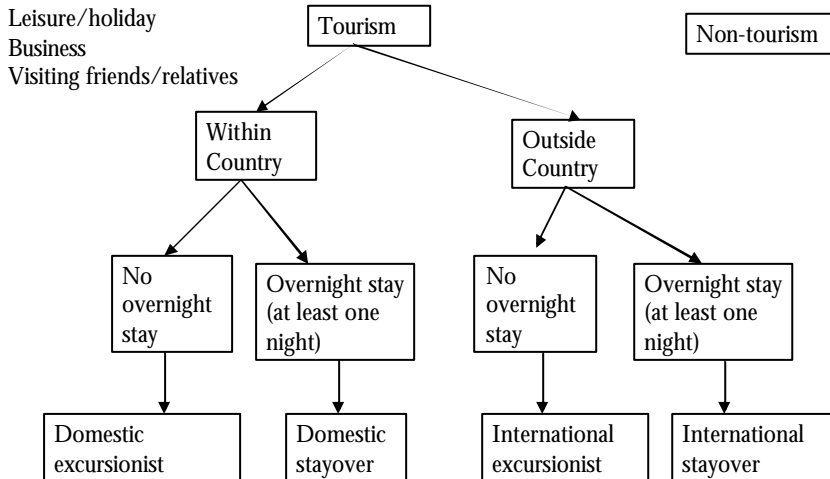 Leisure/holiday
Business
Visiting friends/relatives
Tourism
Non-tourism
Within
Country
Outside
Country
No
overnight
stay
Overnight stay
(at least one
night)
No
overnight
stay
Overnight stay
(at least one
night)
Domestic
excursionist
Domestic
stayover
International
excursionist
International
stayover